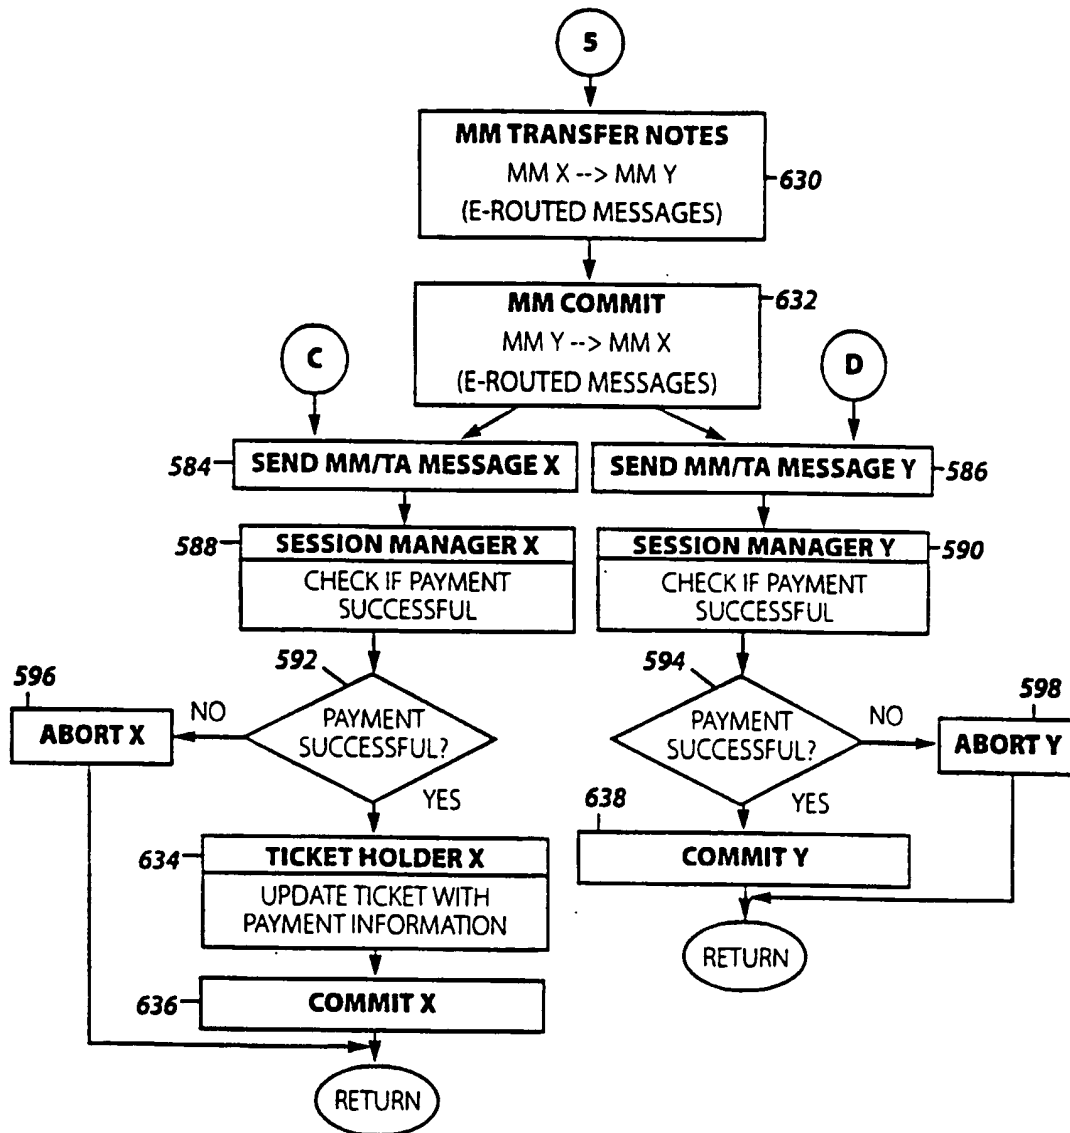 5
MM TRANSFER NOTES
MM X --> MM Y
(E-ROUTED MESSAGES)
630
MM COMMIT
MM Y --> MM X
(E-ROUTED MESSAGES)
632
C
D
584
SEND MM/TA MESSAGE X
SEND MM/TA MESSAGE Y
586
588
SESSION MANAGER X
CHECK IF PAYMENT
SUCCESSFUL
SESSION MANAGER Y
CHECK IF PAYMENT
SUCCESSFUL
590
592
PAYMENT
SUCCESSFUL?
NO
596
ABORT X
YES
594
PAYMENT
SUCCESSFUL?
NO
598
ABORT Y
YES
634
TICKET HOLDER X
UPDATE TICKET WITH
PAYMENT INFORMATION
638
COMMIT Y
RETURN
636
COMMIT X
RETURN